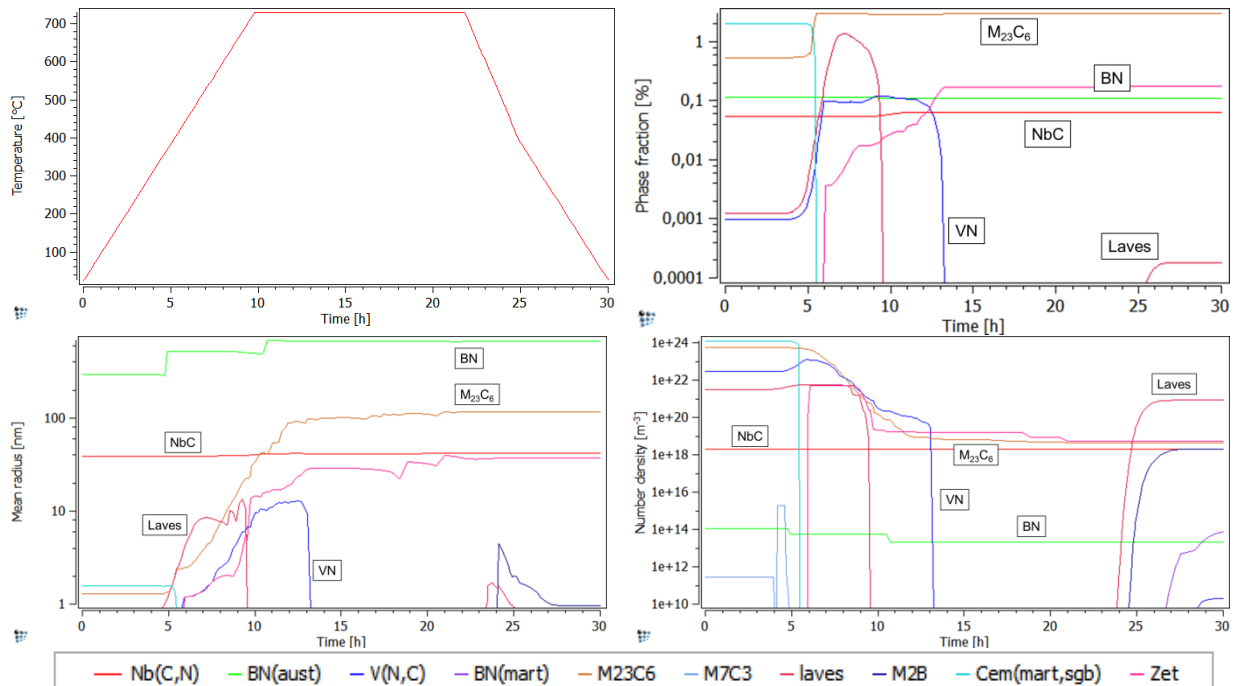 Temperature [°C]
700
600
500
400
300
200
100
0
5
10
15
20
25
30
Time [h]
Phase fraction [%]
1
0,1
0,01
0,001
0,0001
M23C6
BN
NbC
VN
Laves
0
5
10
15
20
25
30
Time [h]
Mean radius [nm]
100
10
1
BN
M23C6
NbC
Laves
VN
0
5
10
15
20
25
30
Time [h]
Number density [m-3]
1e+24
1e+22
1e+20
1e+18
1e+16
1e+14
1e+12
1e+10
Laves
NbC
M23C6
VN
BN
0
5
10
15
20
25
30
Time [h]
Nb(C,N) BN(aust) V(N,C) BN(mart) M23C6 M7C3 laves M2B Cem(mart,sgb) Zet